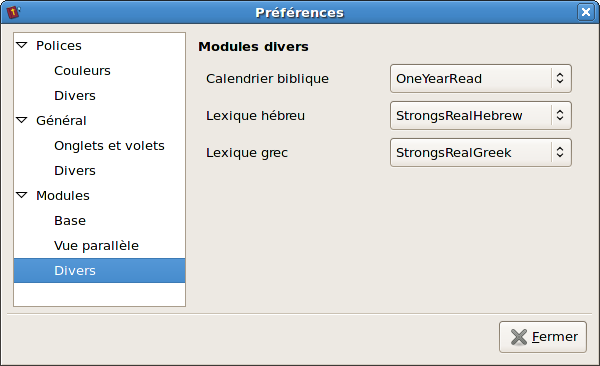 Préférences
Polices
Couleurs
Divers
Général
Onglets et volets
Divers
Modules
Base
Vue parallèle
Divers
Modules divers
Calendrier biblique OneYearRead
Lexique hébreu StrongsRealHebrew
Lexique grec StrongsRealGreek
Fermer